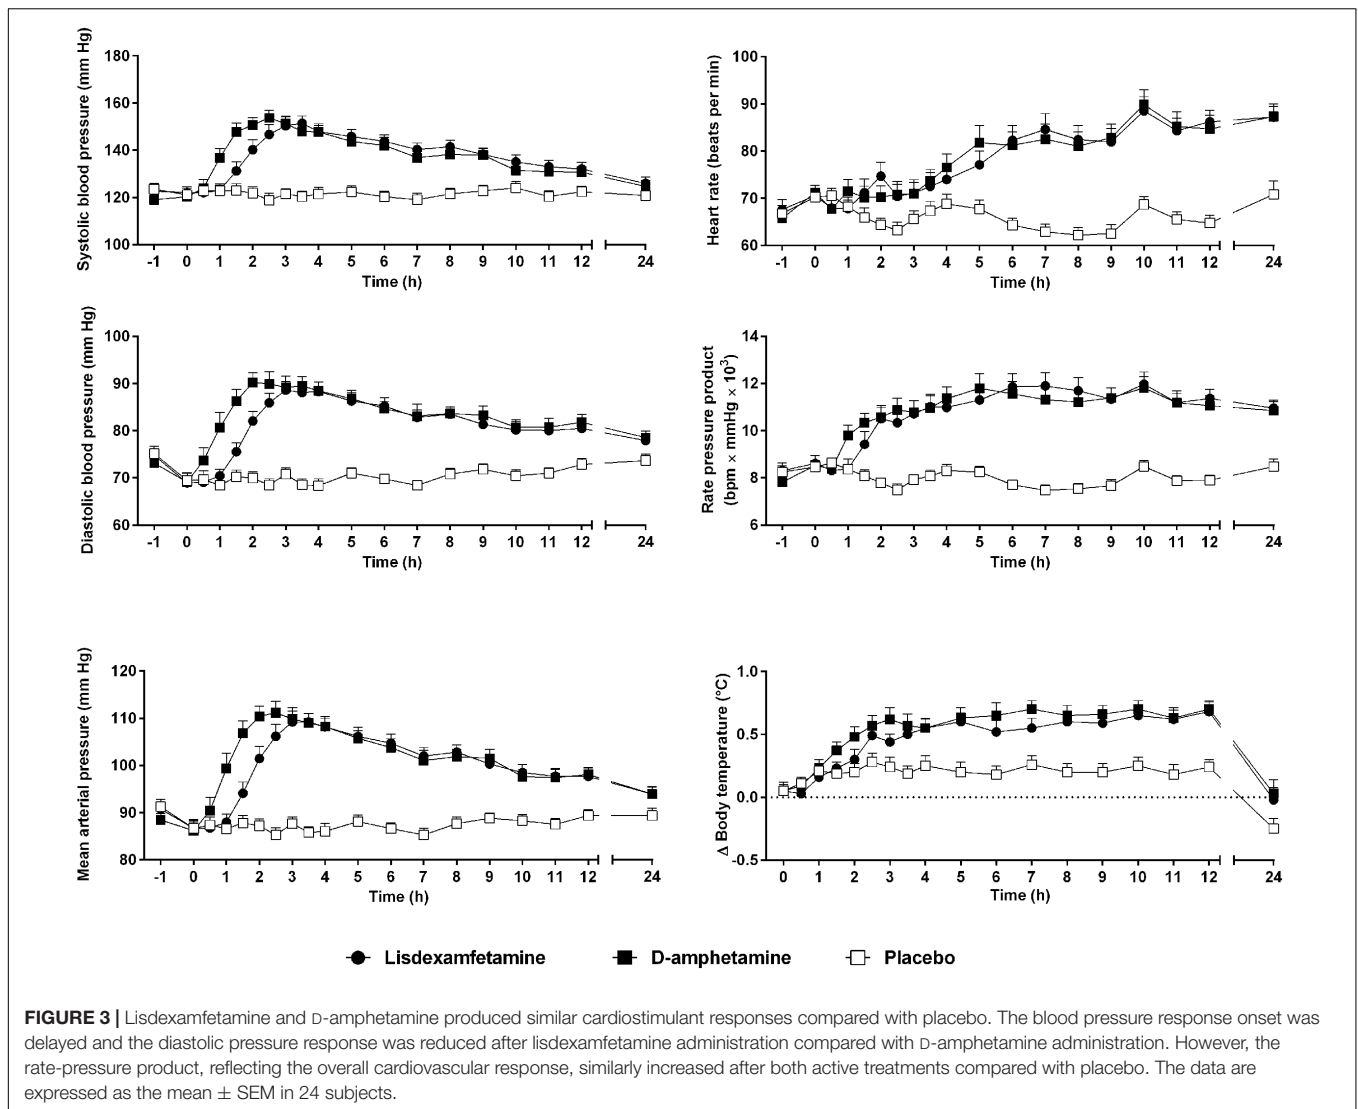 Systolic blood pressure (mm Hg)
180
160
140
120
100
-1 0 1 2 3 4 5 6 7 8 9 10 11 12 24
Time (h)
Heart rate (beats per min)
100
90
80
70
60
-1 0 1 2 3 4 5 6 7 8 9 10 11 12 24
Time (h)
Diastolic blood pressure (mm Hg)
100
90
80
70
60
-1 0 1 2 3 4 5 6 7 8 9 10 11 12 24
Time (h)
Rate pressure product
(bpm × mmHg × 10³)
14
12
10
8
6
-1 0 1 2 3 4 5 6 7 8 9 10 11 12 24
Time (h)
Mean arterial pressure (mm Hg)
120
110
100
90
80
-1 0 1 2 3 4 5 6 7 8 9 10 11 12 24
Time (h)
Δ Body temperature (°C)
1.0
0.5
0.0
-0.5
0 1 2 3 4 5 6 7 8 9 10 11 12 24
Time (h)
Lisdexamfetamine D-amphetamine Placebo
FIGURE 3 | Lisdexamfetamine and D-amphetamine produced similar cardiostimulant responses compared with placebo. The blood pressure response onset was
delayed and the diastolic pressure response was reduced after lisdexamfetamine administration compared with D-amphetamine administration. However, the
rate-pressure product, reflecting the overall cardiovascular response, similarly increased after both active treatments compared with placebo. The data are
expressed as the mean ± SEM in 24 subjects.